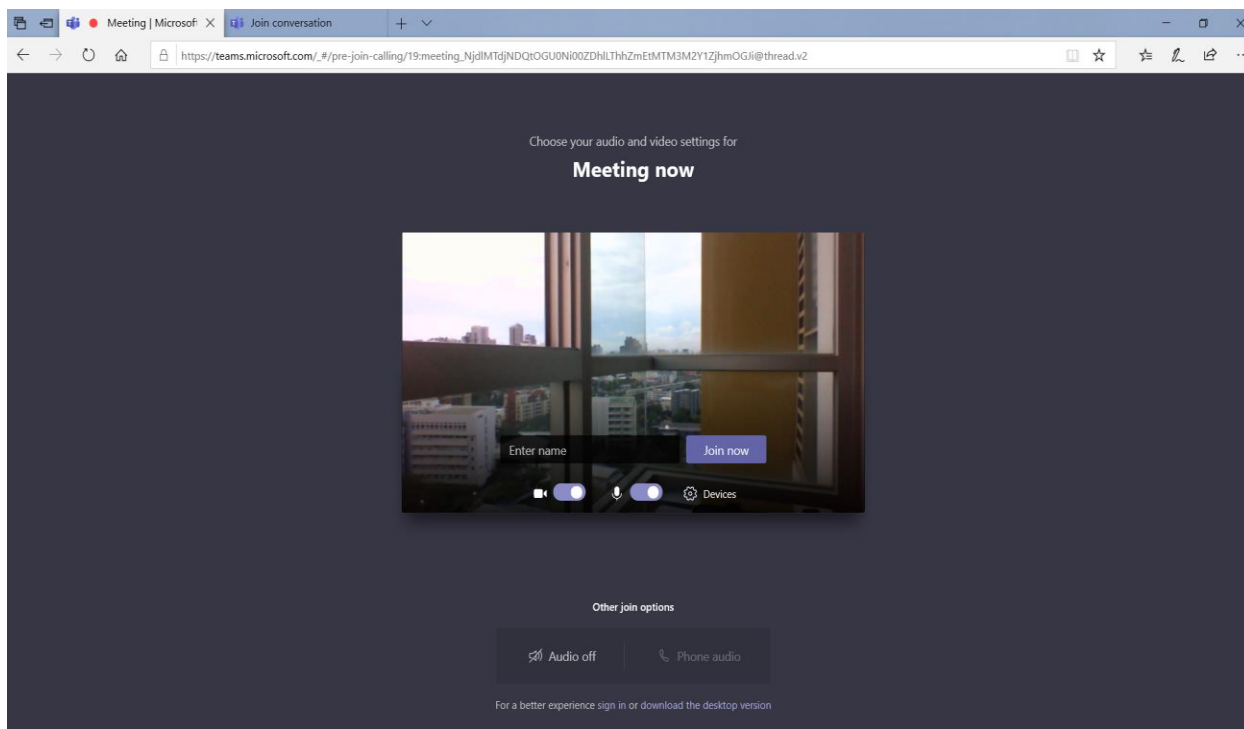 Meeting | Microsoft
Join conversation
https://teams.microsoft.com/_#/pre-join-calling/19:meeting_NjdlMTdjNDQtOGU0Ni00ZDhlLThhZmEtMTM3M2Y1ZjhmOGJi@thread.v2
Choose your audio and video settings for
Meeting now
Enter name
Join now
Devices
Other join options
Audio off
Phone audio
For a better experience sign in or download the desktop version